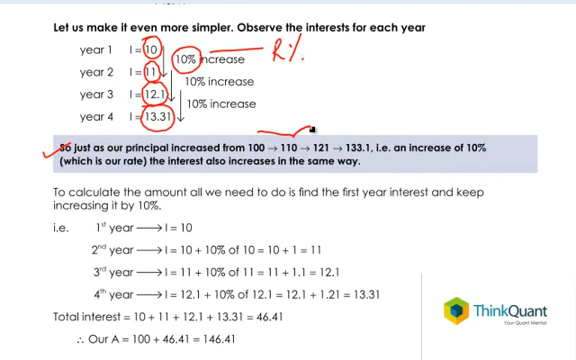 Let us make it even more simpler. Observe the interests for each year
year 1 I = 10
10% increase R%.
year 2 I = 11
10% increase
year 3 I = 12.1
10% increase
year 4 I = 13.31
So just as our principal increased from 100 → 110 → 121 → 133.1, i.e. an increase of 10%
(which is our rate) the interest also increases in the same way.
To calculate the amount all we need to do is find the first year interest and keep
increasing it by 10%.
i.e. 1st year ⟶ I = 10
2nd year ⟶ I = 10 + 10% of 10 = 10 + 1 = 11
3rd year ⟶ I = 11 + 10% of 11 = 11 + 1.1 = 12.1
4th year ⟶ I = 12.1 + 10% of 12.1 = 12.1 + 1.21 = 13.31
Total interest = 10 + 11 + 12.1 + 13.31 = 46.41
∴ Our A = 100 + 46.41 = 146.41
ThinkQuant
Your Quant Mentor